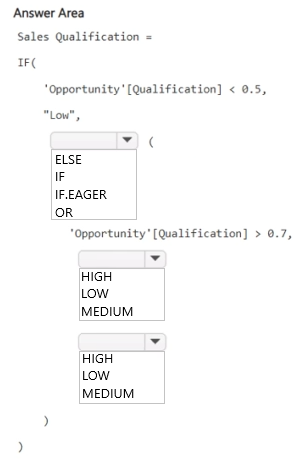 Answer Area
Sales Qualification =
IF(
'Opportunity'[Qualification] < 0.5,
"Low",
(
ELSE
IF
IF.EAGER
OR
'Opportunity'[Qualification] > 0.7,
HIGH
LOW
MEDIUM
HIGH
LOW
MEDIUM
)
)